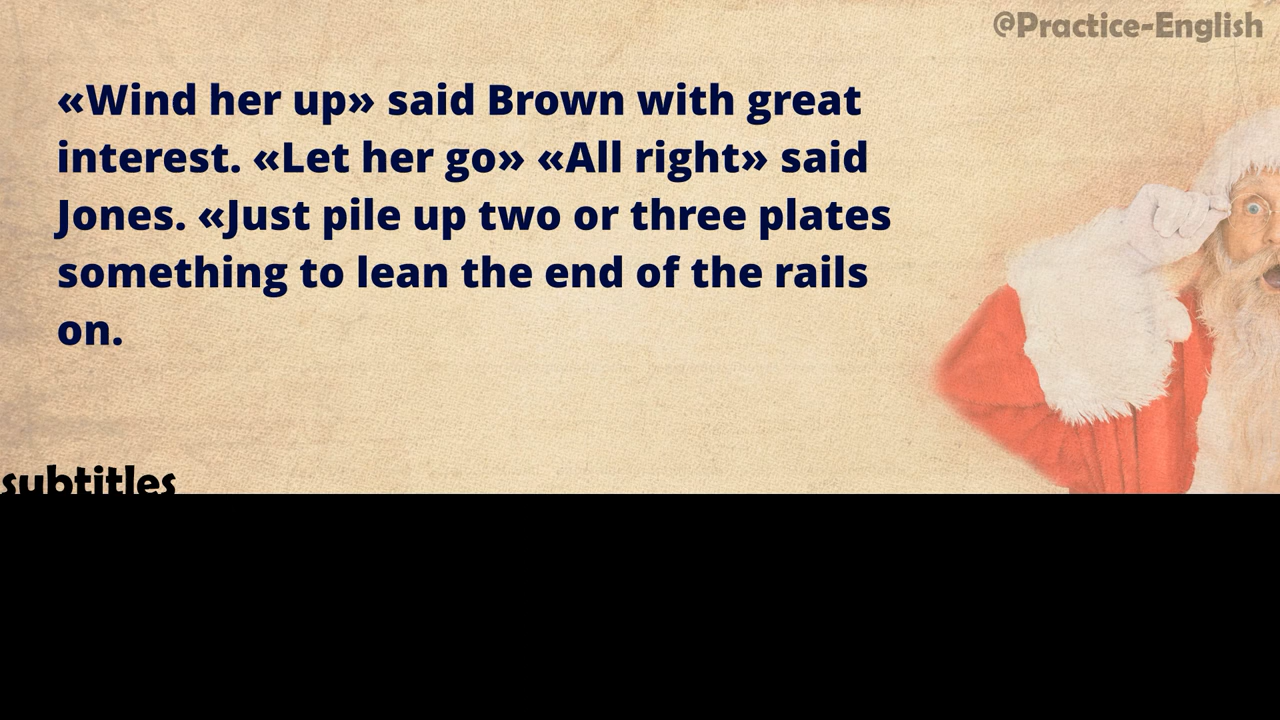 @Practice-English
«Wind her up» said Brown with great
interest. «Let her go» «All right» said
Jones. «Just pile up two or three plates
something to lean the end of the rails
on.
subtitles